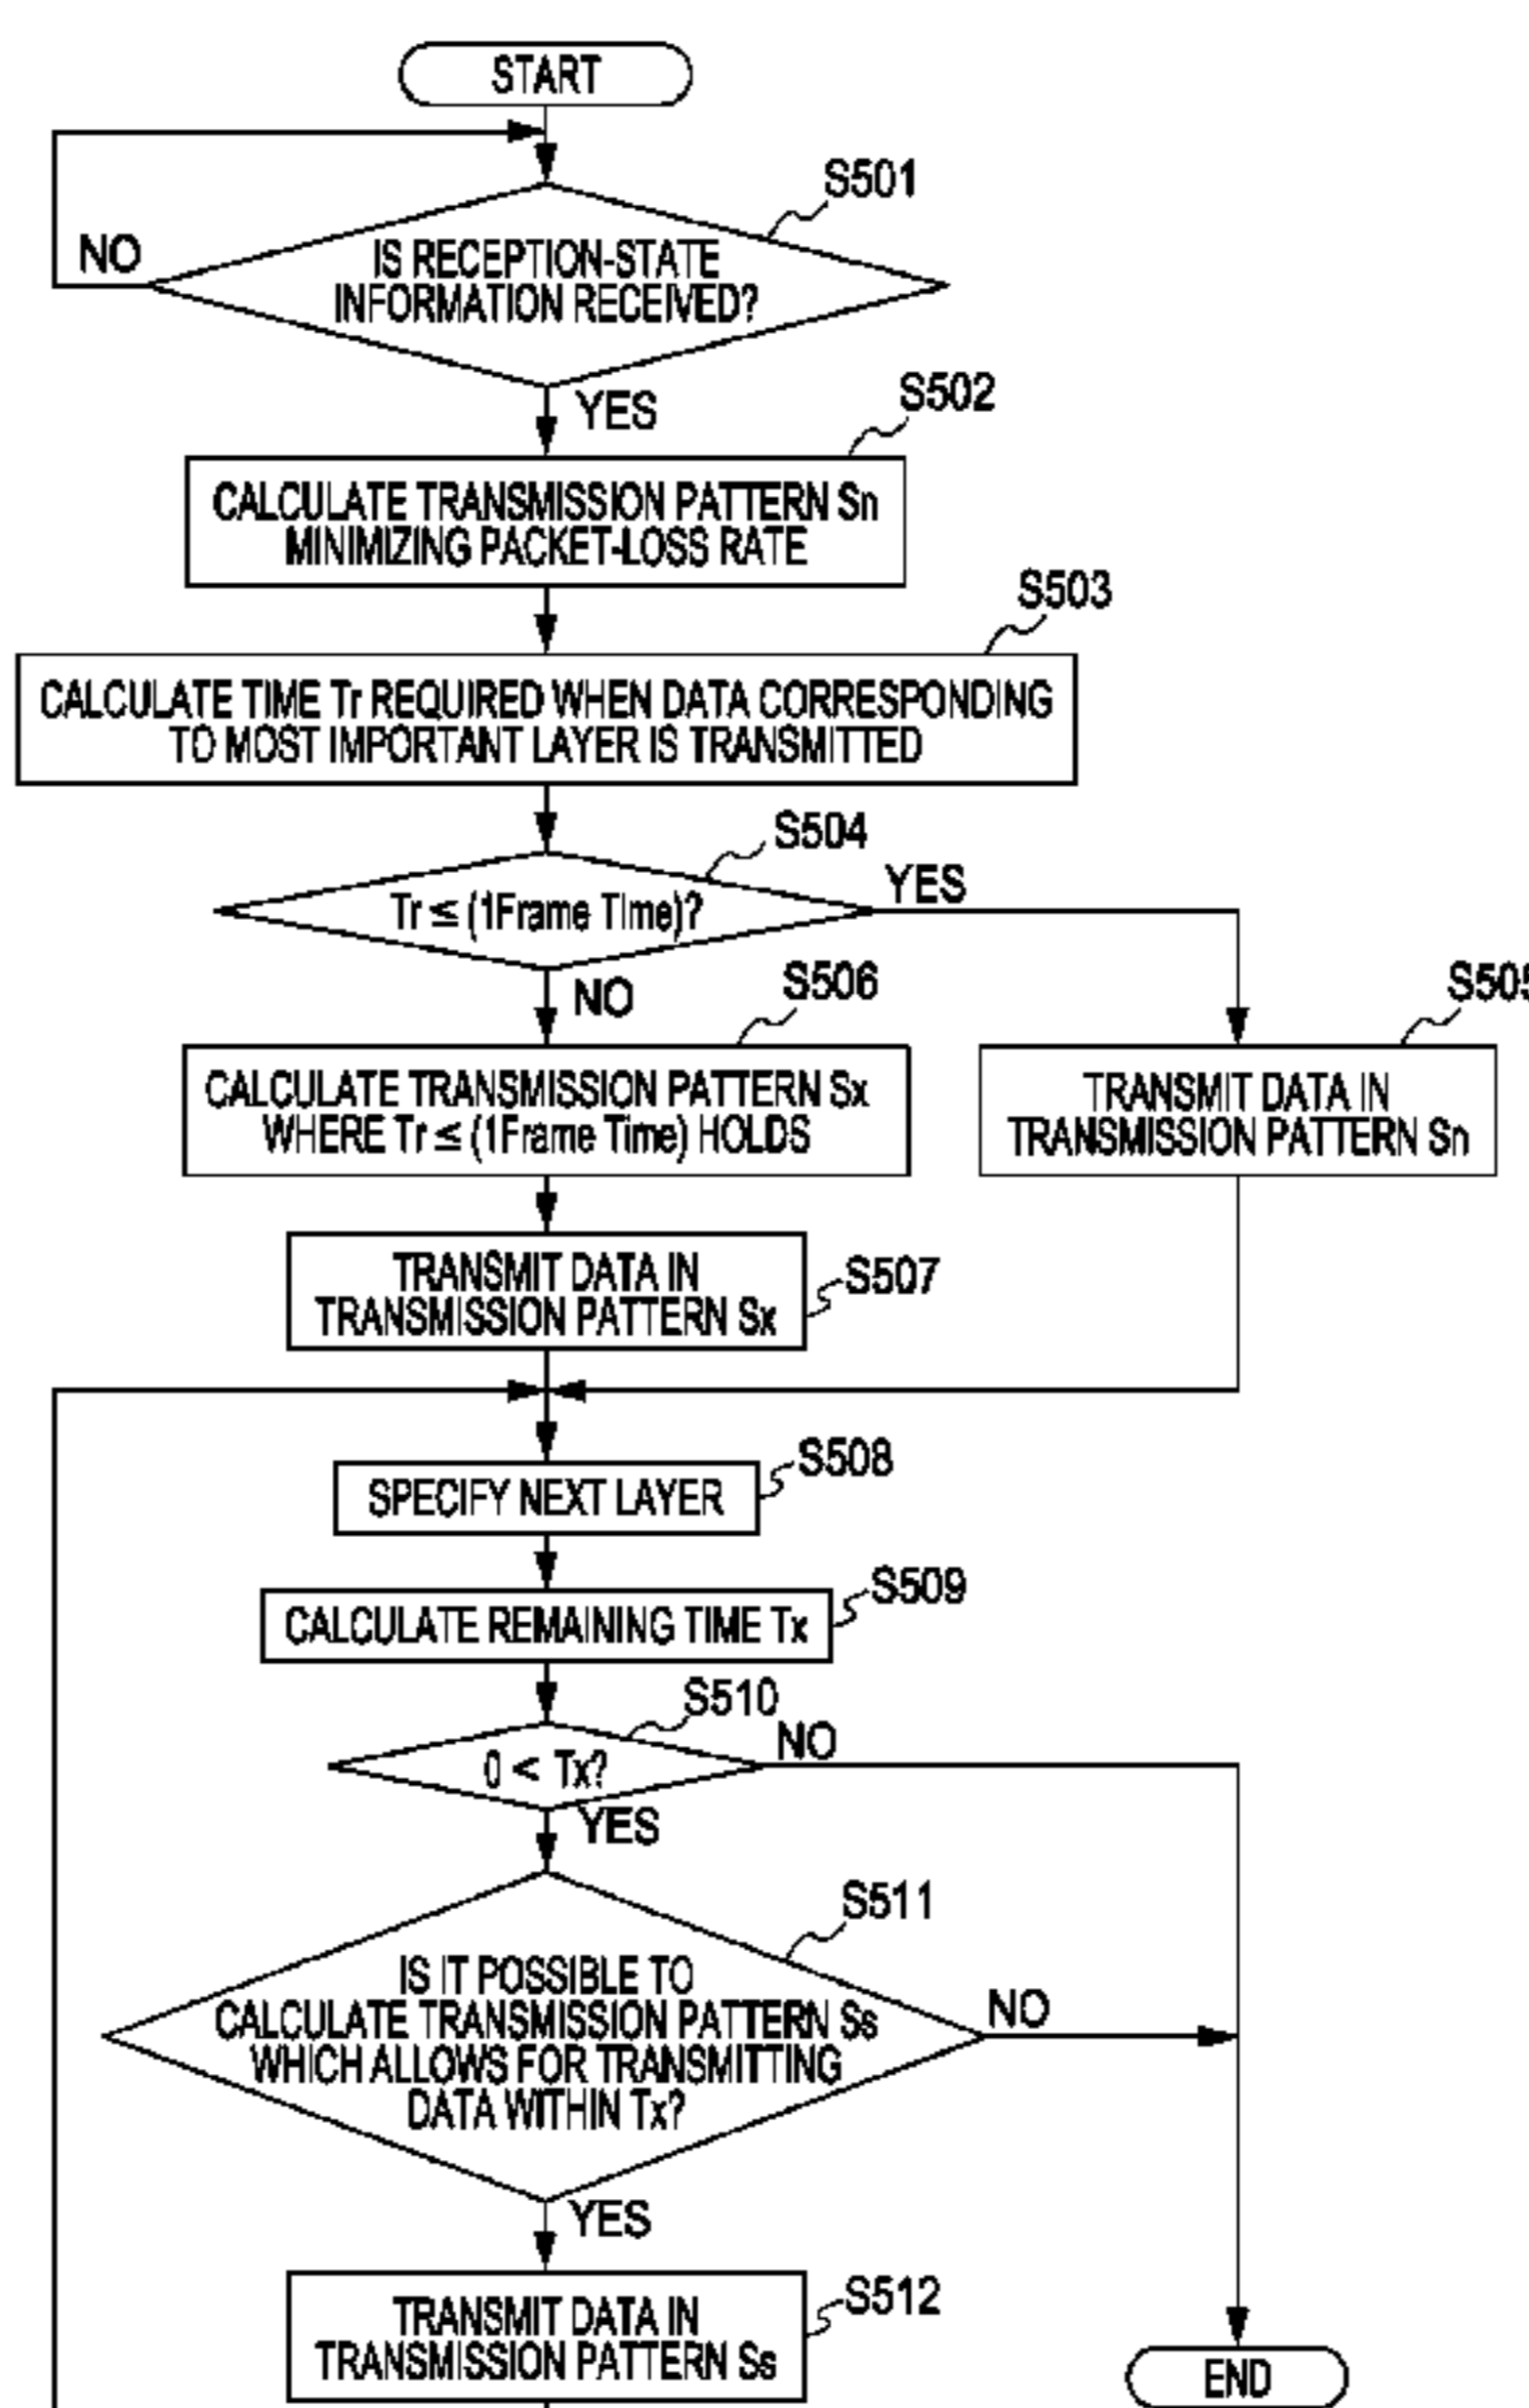 START
S501
NO
IS RECEPTION-STATE
INFORMATION RECEIVED?
YES
S502
CALCULATE TRANSMISSION PATTERN Sn
MINIMIZING PACKET-LOSS RATE
S503
CALCULATE TIME Tr REQUIRED WHEN DATA CORRESPONDING
TO MOST IMPORTANT LAYER IS TRANSMITTED
S504
Tr ≤ (1Frame Time)?
YES
NO
S506
S505
CALCULATE TRANSMISSION PATTERN Sx
WHERE Tr ≤ (1Frame Time) HOLDS
TRANSMIT DATA IN
TRANSMISSION PATTERN Sn
TRANSMIT DATA IN
TRANSMISSION PATTERN Sx
S507
S508
SPECIFY NEXT LAYER
S509
CALCULATE REMAINING TIME Tx
S510
0 < Tx?
NO
YES
S511
IS IT POSSIBLE TO
CALCULATE TRANSMISSION PATTERN Ss
WHICH ALLOWS FOR TRANSMITTING
DATA WITHIN Tx?
NO
YES
S512
TRANSMIT DATA IN
TRANSMISSION PATTERN Ss
END